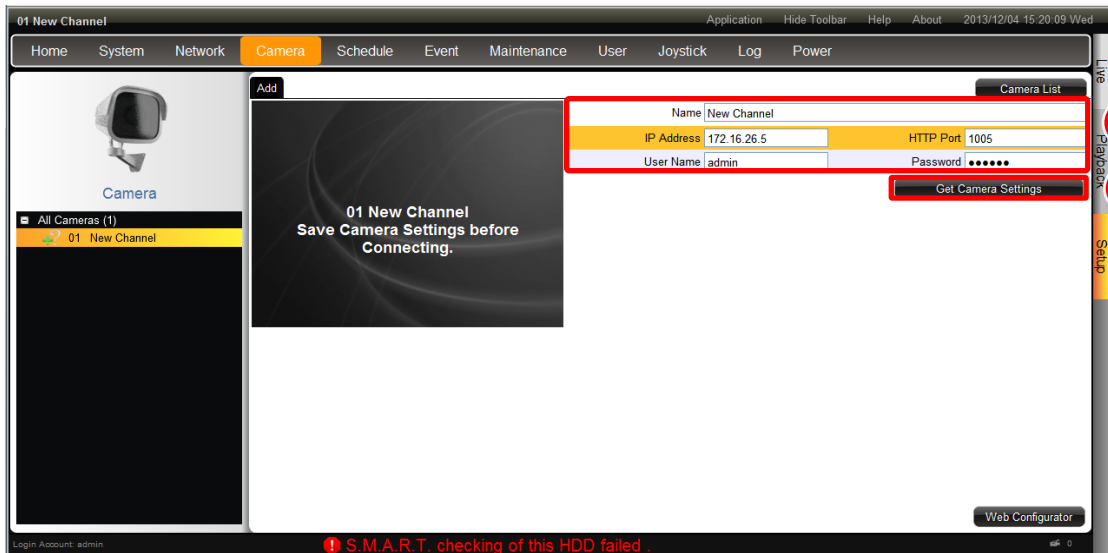 01 New Channel
Application Hide Toolbar Help About 2013/12/04 15:20:09 Wed
Home System Network Camera Schedule Event Maintenance User Joystick Log Power
Live
Playback
Setup
Camera
All Cameras (1)
01 New Channel
Add
Camera List
01 New Channel
Save Camera Settings before
Connecting.
Name New Channel
IP Address 172.16.26.5 HTTP Port 1005
User Name admin Password ●●●●●●
Get Camera Settings
Web Configurator
Login Account: admin
S.M.A.R.T. checking of this HDD failed .
0